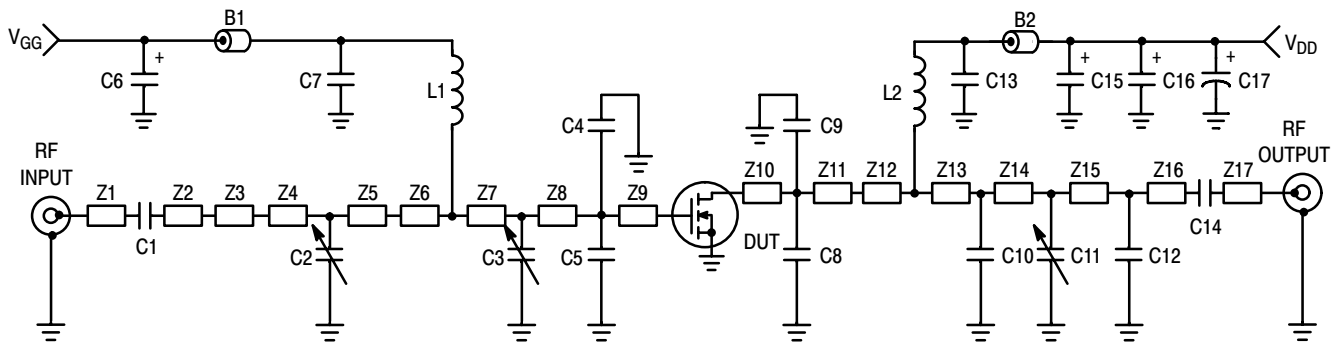 B1
B2
VGG
VDD
+
+
+
+
C6
C7
L1
C4
C9
L2
C13
C15
C16
C17
RF
INPUT
RF
OUTPUT
Z1
Z2
Z3
Z4
Z5
Z6
Z7
Z8
Z9
Z10
Z11
Z12
Z13
Z14
Z15
Z16
Z17
C1
C2
C3
C5
DUT
C8
C10
C11
C12
C14